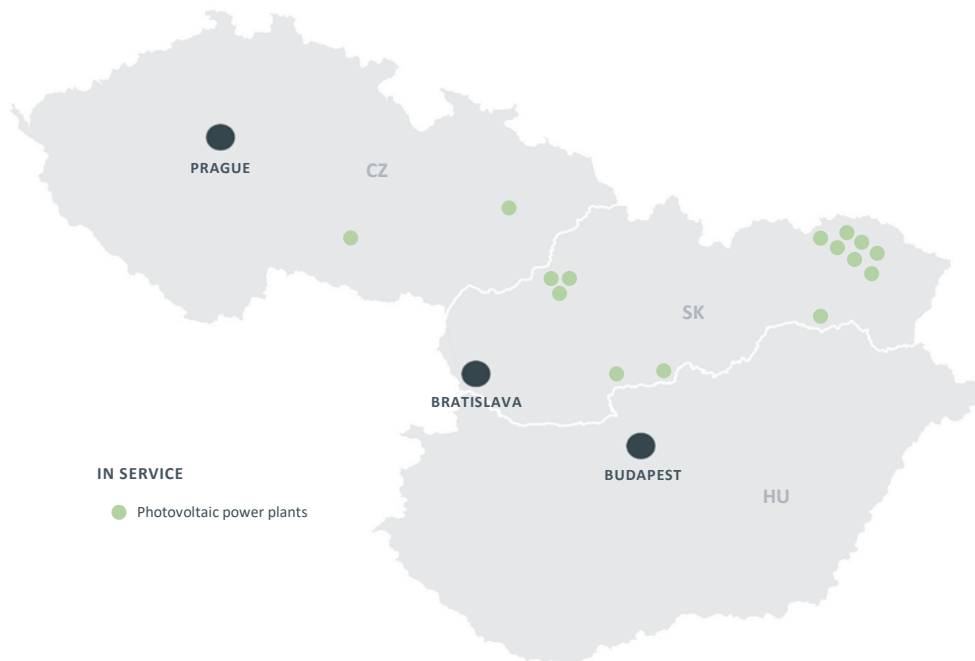 PRAGUE
CZ
SK
BRATISLAVA
BUDAPEST
HU
IN SERVICE
Photovoltaic power plants